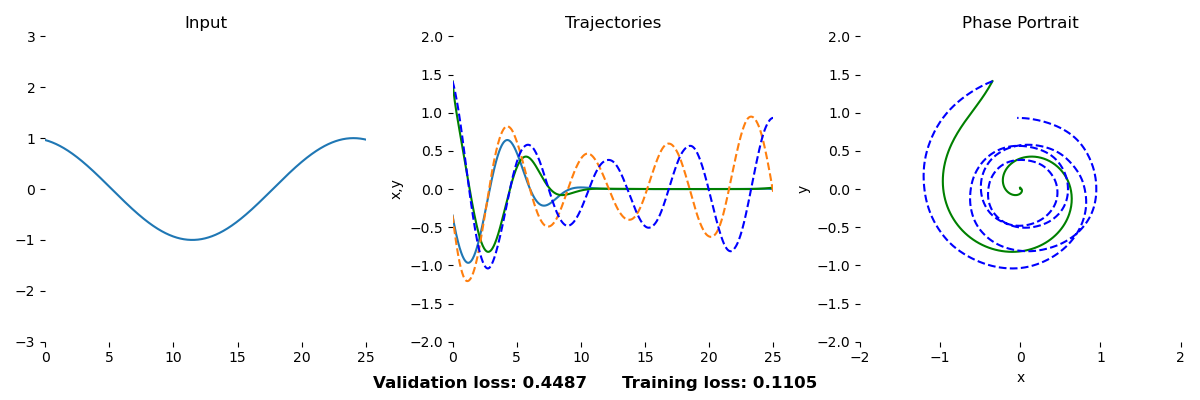 Input
3
2
1
0
−1
−2
−3
0 5 10 15 20 25
Trajectories
x,y
2.0
1.5
1.0
0.5
0.0
−0.5
−1.0
−1.5
−2.0
0 5 10 15 20 25
Phase Portrait
y
2.0
1.5
1.0
0.5
0.0
−0.5
−1.0
−1.5
−2.0
−2 −1 0 1 2
x
Validation loss: 0.4487 Training loss: 0.1105